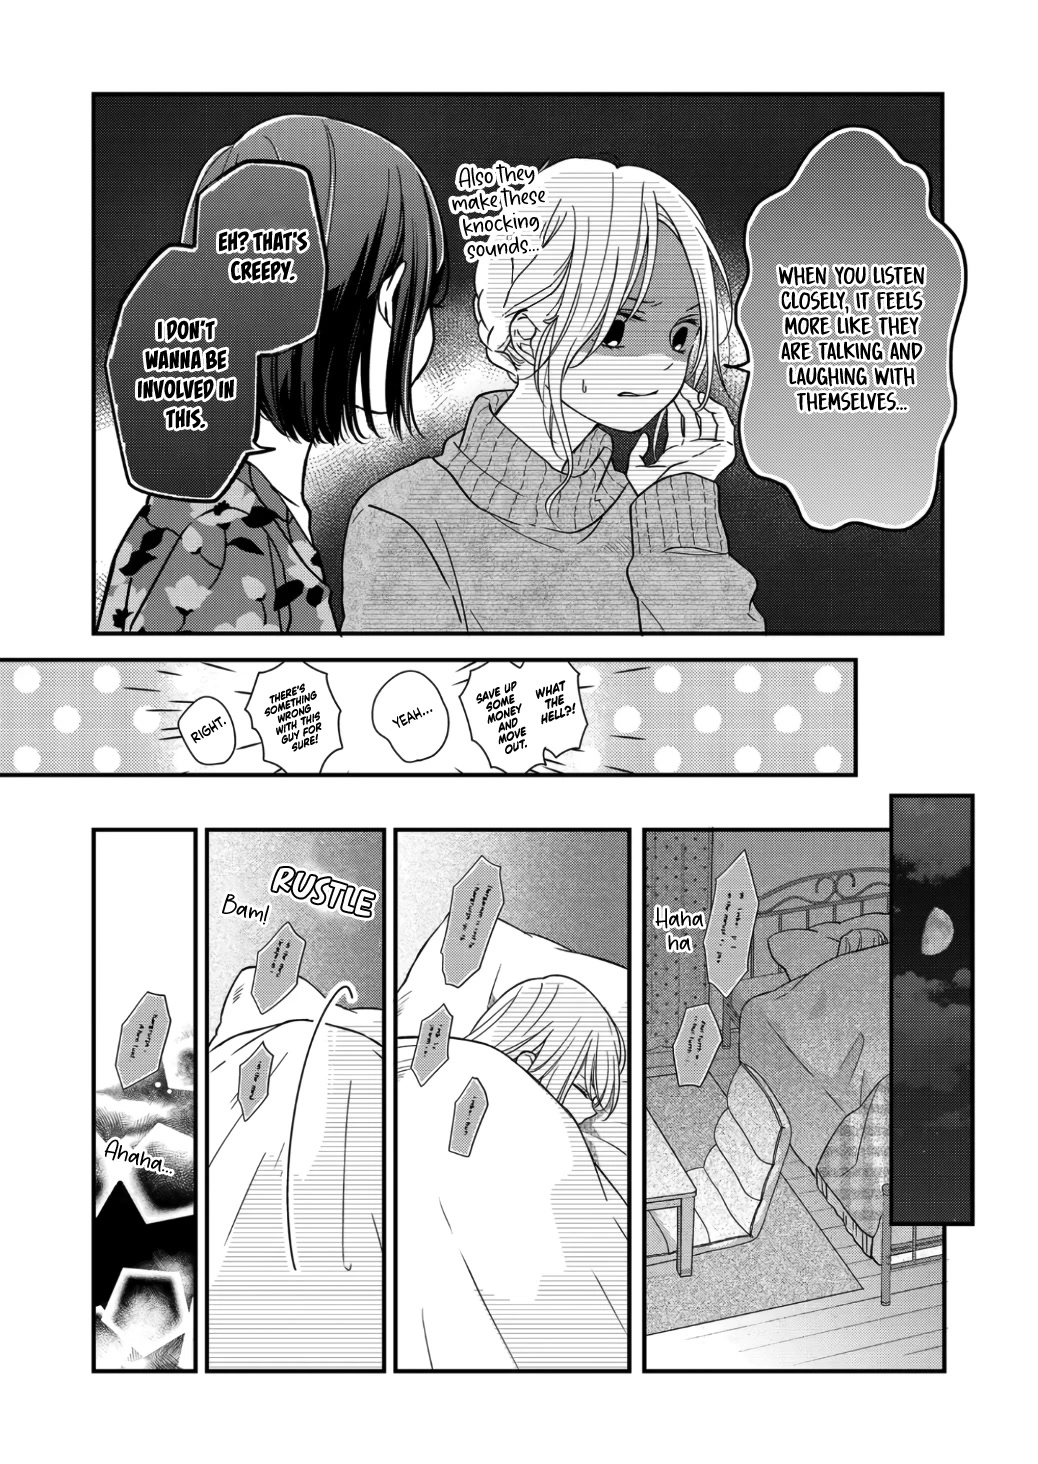 WHEN YOU LISTEN
CLOSELY, IT FEELS
MORE LIKE THEY
ARE TALKING AND
LAUGHING WITH
THEMSELVES...
Also they
make these
knocking
sounds...
EH? THAT'S
CREEPY.
I DON'T
WANNA BE
INVOLVED IN
THIS.
WHAT
THE
HELL?!
SAVE UP
SOME
MONEY
AND
MOVE
OUT.
YEAH...
THERE'S
SOMETHING
WRONG
WITH THIS
GUY FOR
SURE!
RIGHT.
Haha
ha
RUSTLE
Bam!
Ahaha...